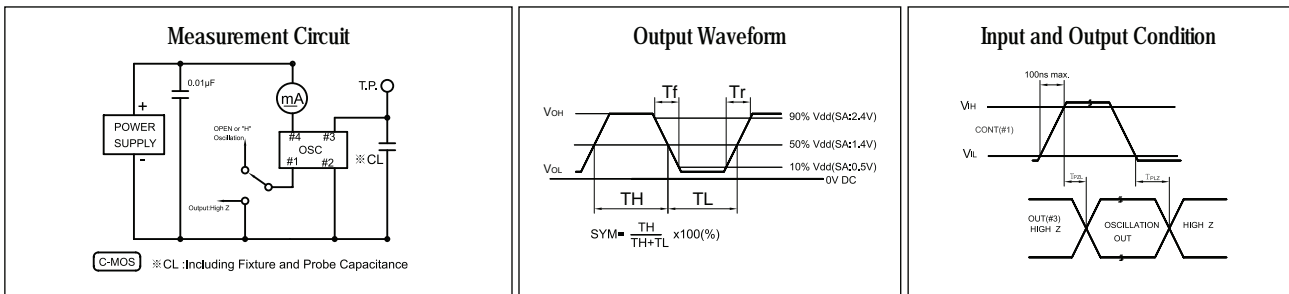 Measurement Circuit
0.01µF
T.P.
mA
+
POWER
SUPPLY
-
OPEN or "H"
Oscillation
#4 #3
OSC
#1 #2
※CL
Output:High Z
C-MOS ※CL :Including Fixture and Probe Capacitance
Output Waveform
Tf Tr
VOH
90% Vdd(SA:2.4V)
50% Vdd(SA:1.4V)
10% Vdd(SA:0.5V)
VOL
0V DC
TH TL
SYM= TH
TH+TL
x100(%)
Input and Output Condition
100ns max.
VIH
CONT(#1)
VIL
TPZL TPLZ
OUT(#3)
HIGH Z
OSCILLATION
OUT
HIGH Z